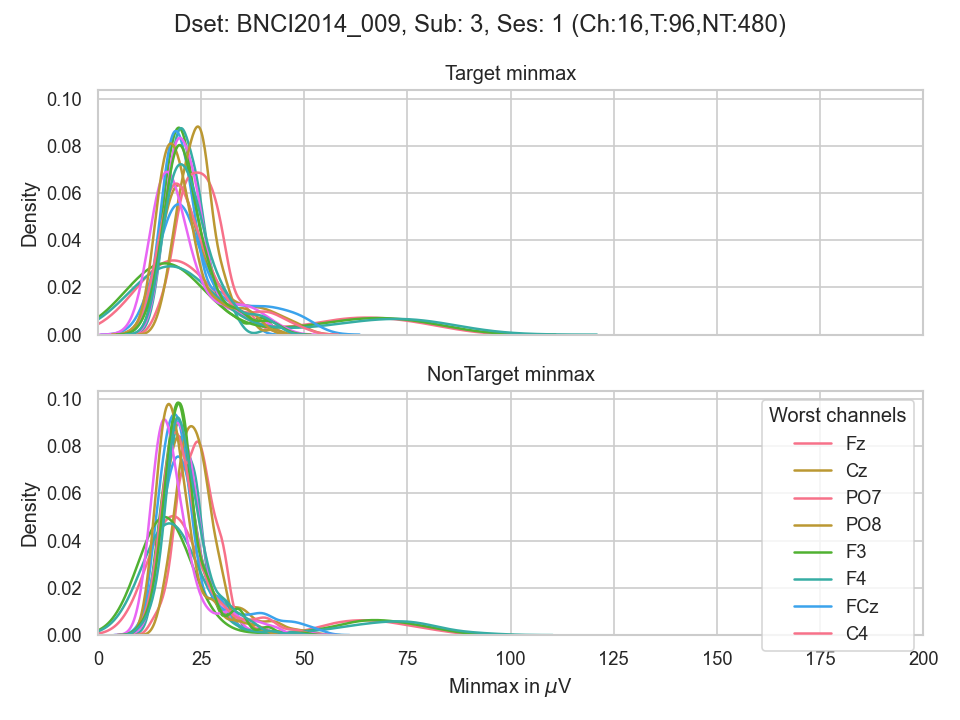 Dset: BNCI2014_009, Sub: 3, Ses: 1 (Ch:16,T:96,NT:480)
Target minmax
0.10
0.08
0.06
0.04
0.02
0.00
Density
NonTarget minmax
0.10
0.08
0.06
0.04
0.02
0.00
Density
Worst channels
Fz
Cz
PO7
PO8
F3
F4
FCz
C4
0 25 50 75 100 125 150 175 200
Minmax in μV